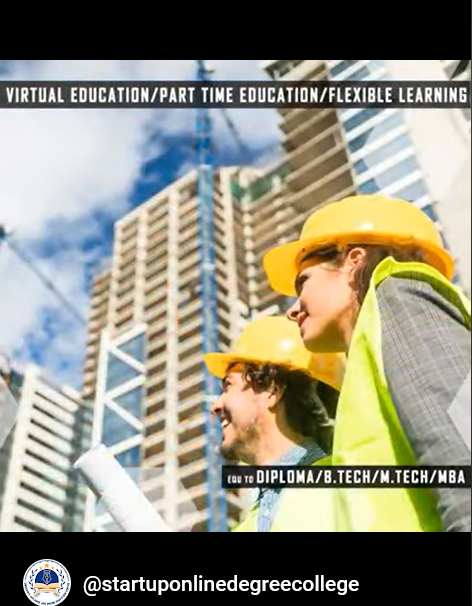 VIRTUAL EDUCATION/PART TIME EDUCATION/FLEXIBLE LEARNING
EQU TO DIPLOMA/B.TECH/M.TECH/MBA
@startuponlinedegreecollege